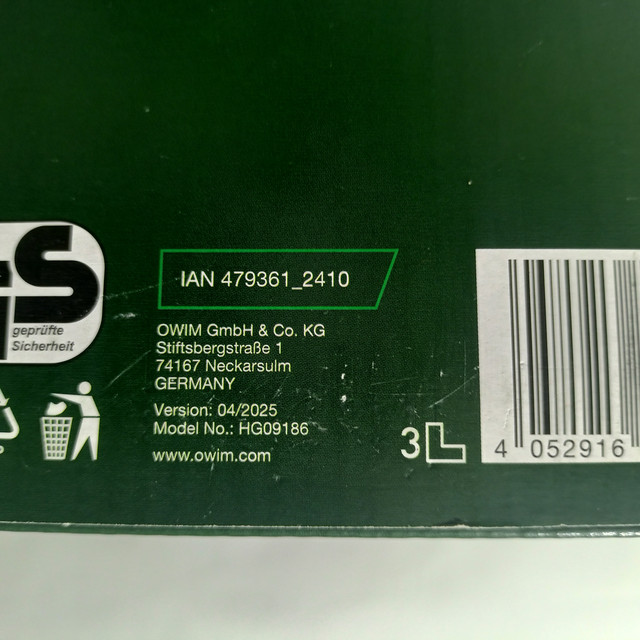 GS
geprüfte
Sicherheit
IAN 479361_2410
OWIM GmbH & Co. KG
Stiftsbergstraße 1
74167 Neckarsulm
GERMANY
Version: 04/2025
Model No.: HG09186
www.owim.com
3
4 052916